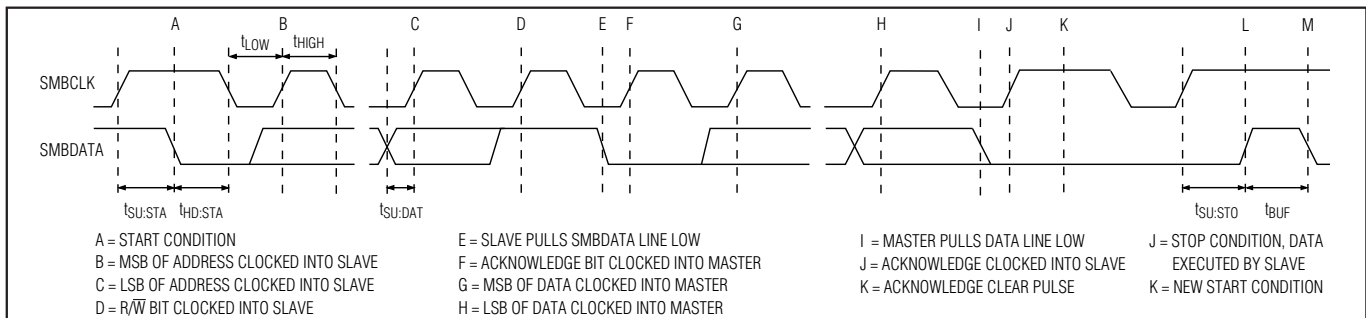 A B C D E F G H I J K L M
tLOW tHIGH
SMBCLK
SMBDATA
tSU:STA tHD:STA tSU:DAT tSU:STO tBUF
A = START CONDITION
B = MSB OF ADDRESS CLOCKED INTO SLAVE
C = LSB OF ADDRESS CLOCKED INTO SLAVE
D = R/W̅ BIT CLOCKED INTO SLAVE
E = SLAVE PULLS SMBDATA LINE LOW
F = ACKNOWLEDGE BIT CLOCKED INTO MASTER
G = MSB OF DATA CLOCKED INTO MASTER
H = LSB OF DATA CLOCKED INTO MASTER
I = MASTER PULLS DATA LINE LOW
J = ACKNOWLEDGE CLOCKED INTO SLAVE
K = ACKNOWLEDGE CLEAR PULSE
J = STOP CONDITION, DATA
EXECUTED BY SLAVE
K = NEW START CONDITION